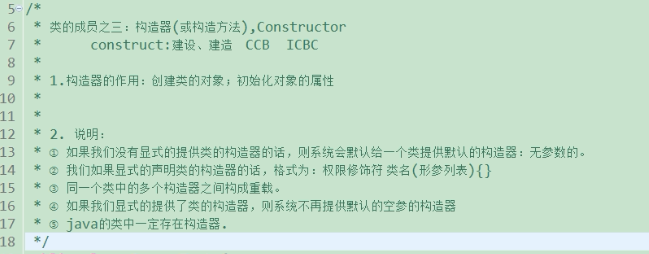 5 /*
6 * 类的成员之三：构造器(或构造方法),Constructor
7 * construct:建设、建造 CCB ICBC
8 *
9 * 1.构造器的作用：创建类的对象；初始化对象的属性
10 *
11 *
12 * 2. 说明：
13 * ① 如果我们没有显式的提供类的构造器的话，则系统会默认给一个类提供默认的构造器：无参数的。
14 * ② 我们如果显式的声明类的构造器的话，格式为：权限修饰符 类名(形参列表){}
15 * ③ 同一个类中的多个构造器之间构成重载。
16 * ④ 如果我们显式的提供了类的构造器，则系统不再提供默认的空参的构造器
17 * ⑤ java的类中一定存在构造器.
18 */